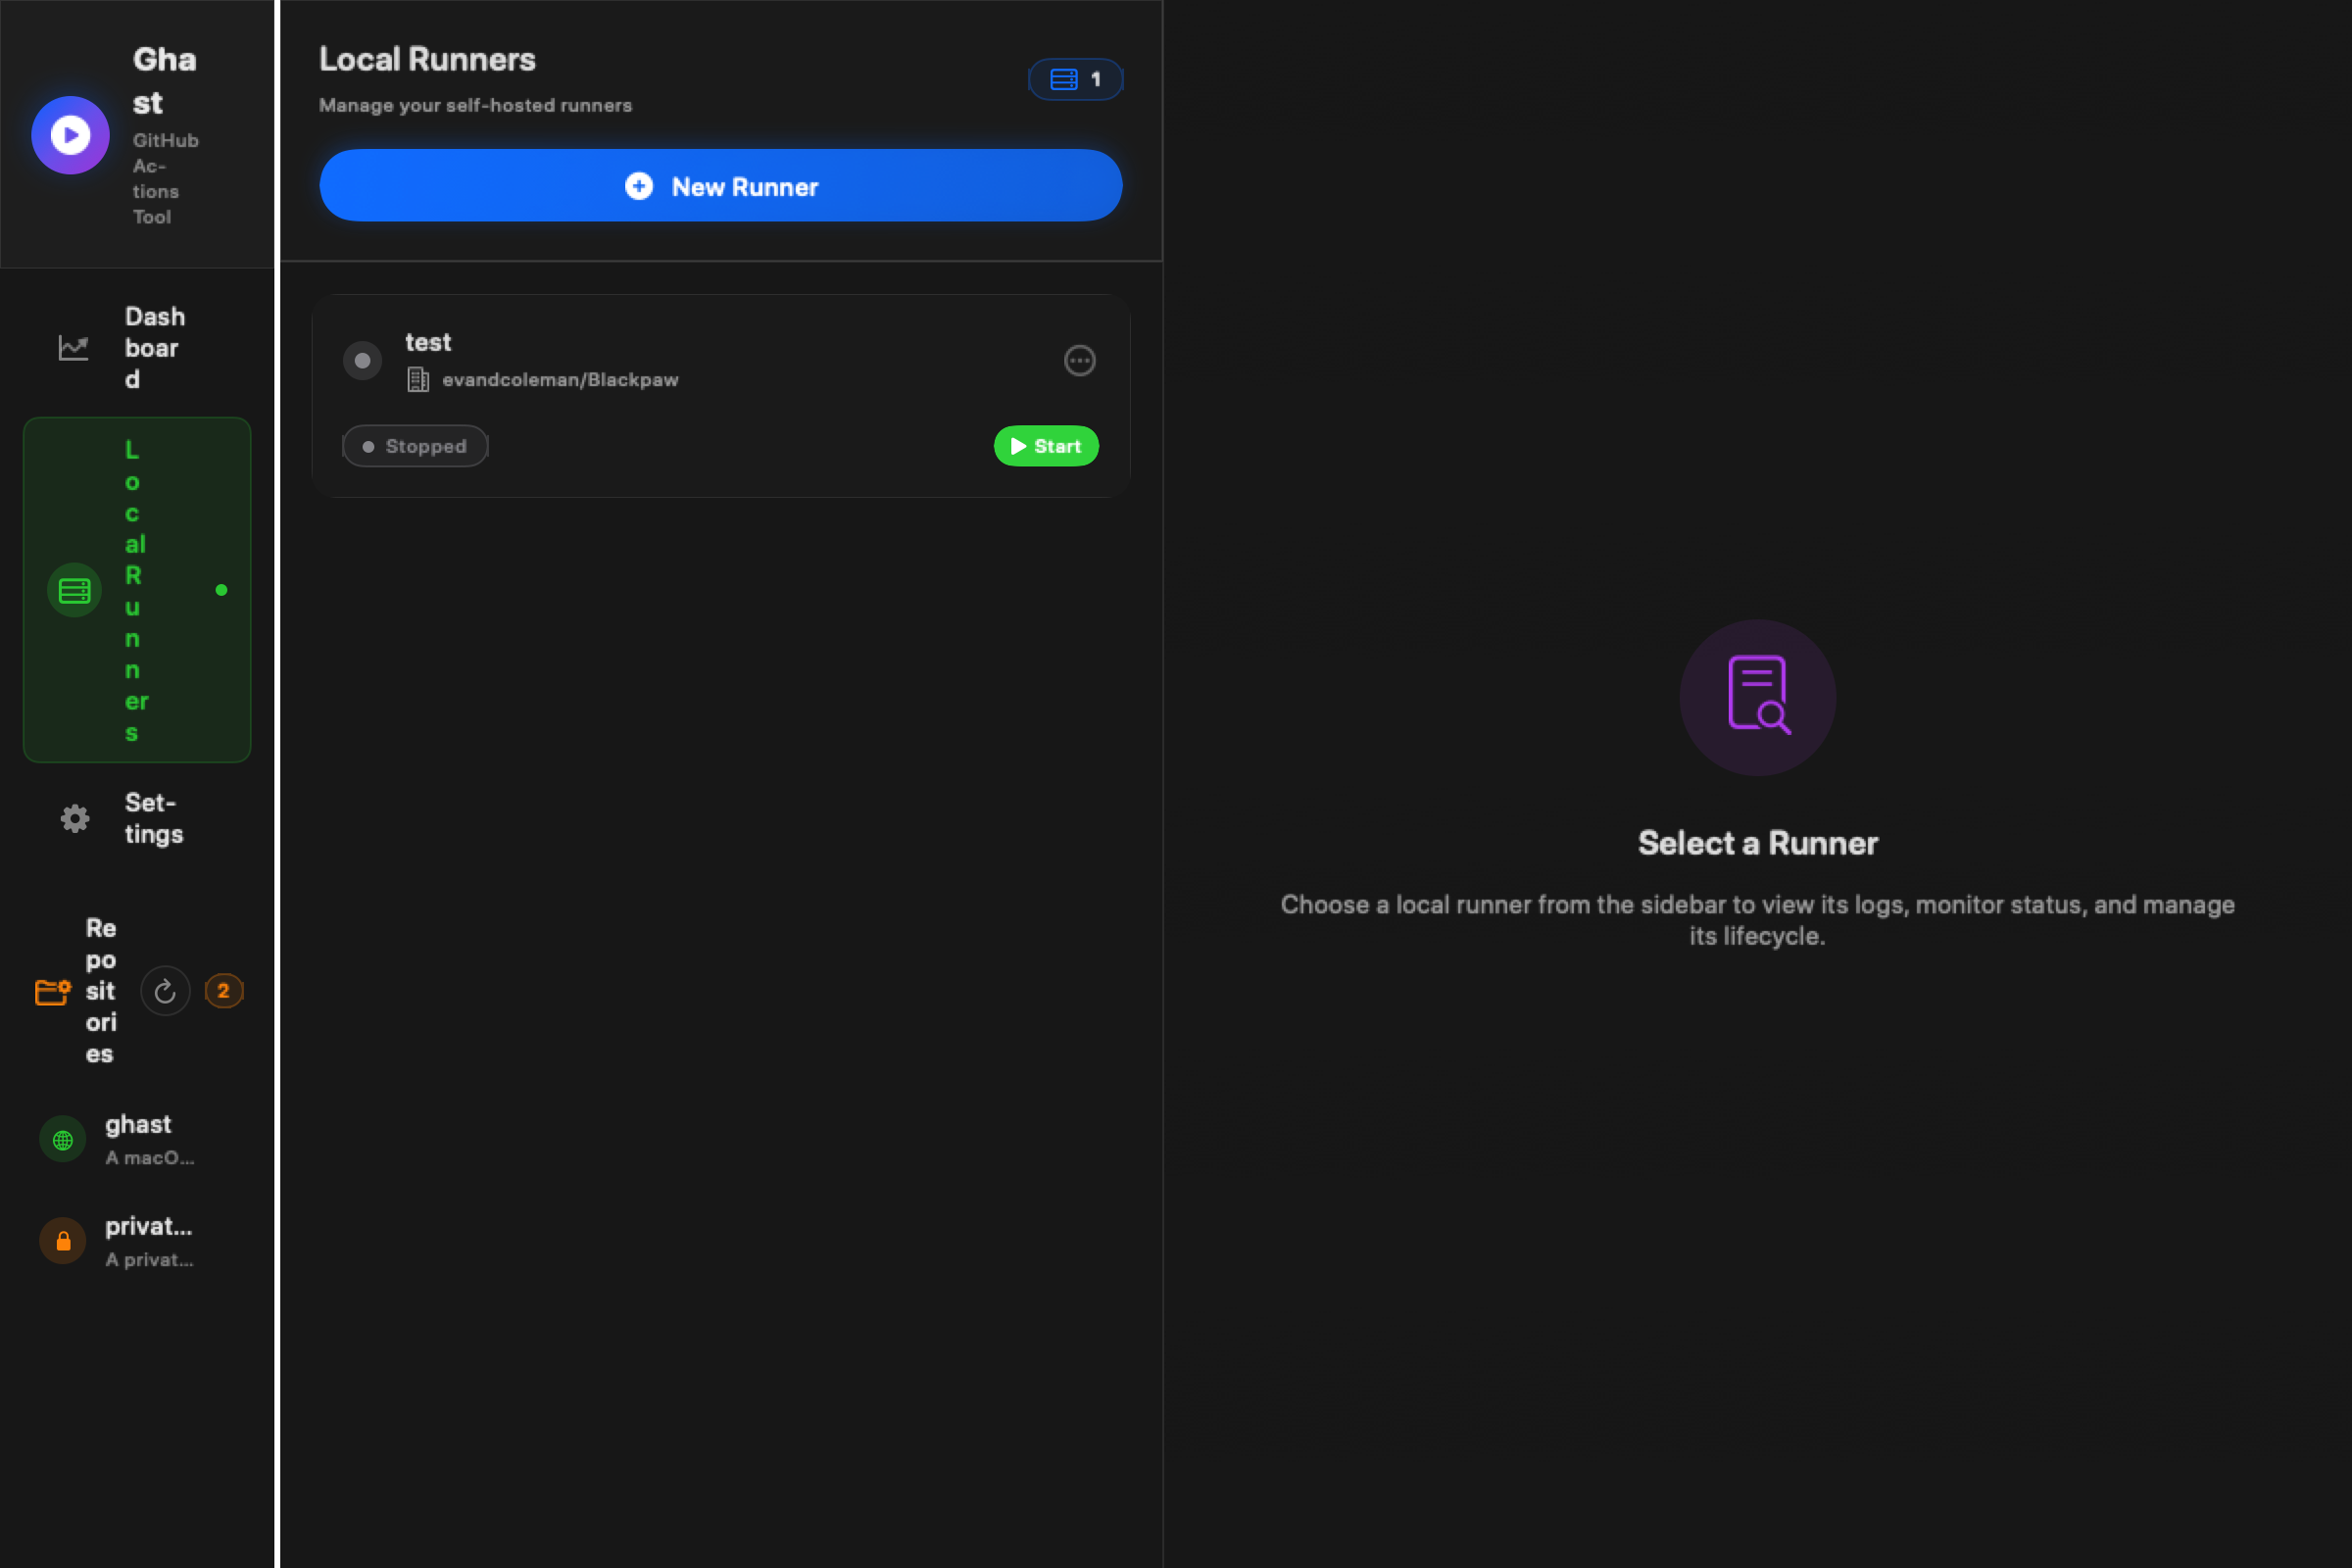 Gha
st
GitHub
Ac-
tions
Tool
Dash
boar
d
L
o
c
al
R
u
n
n
er
s
Set-
tings
Re
po
sit
ori
es
2
ghast
A macO...
privat...
A privat...
Local Runners
Manage your self-hosted runners
1
New Runner
test
evandcoleman/Blackpaw
Stopped
Start
Select a Runner
Choose a local runner from the sidebar to view its logs, monitor status, and manage
its lifecycle.